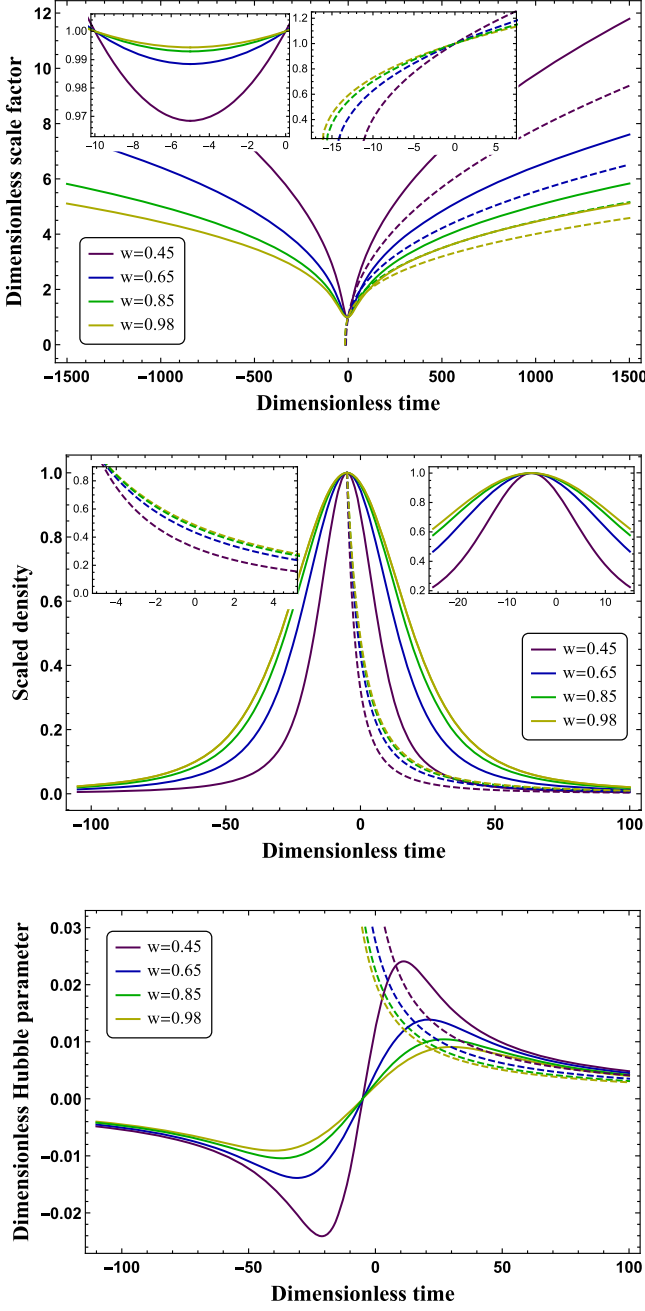 Dimensionless scale factor
12
10
8
6
4
2
0
1.00
0.99
0.98
0.97
−10 −8 −6 −4 −2 0
1.2
1.0
0.8
0.6
0.4
−15 −10 −5 0 5
w=0.45
w=0.65
w=0.85
w=0.98
−1500 −1000 −500 0 500 1000 1500
Dimensionless time
Scaled density
1.0
0.8
0.6
0.4
0.2
0.0
0.8
0.6
0.4
0.2
0.0
−4 −2 0 2 4
1.0
0.8
0.6
0.4
0.2
−20 −10 0 10
w=0.45
w=0.65
w=0.85
w=0.98
−100 −50 0 50 100
Dimensionless time
Dimensionless Hubble parameter
0.03
0.02
0.01
0.00
−0.01
−0.02
w=0.45
w=0.65
w=0.85
w=0.98
−100 −50 0 50 100
Dimensionless time